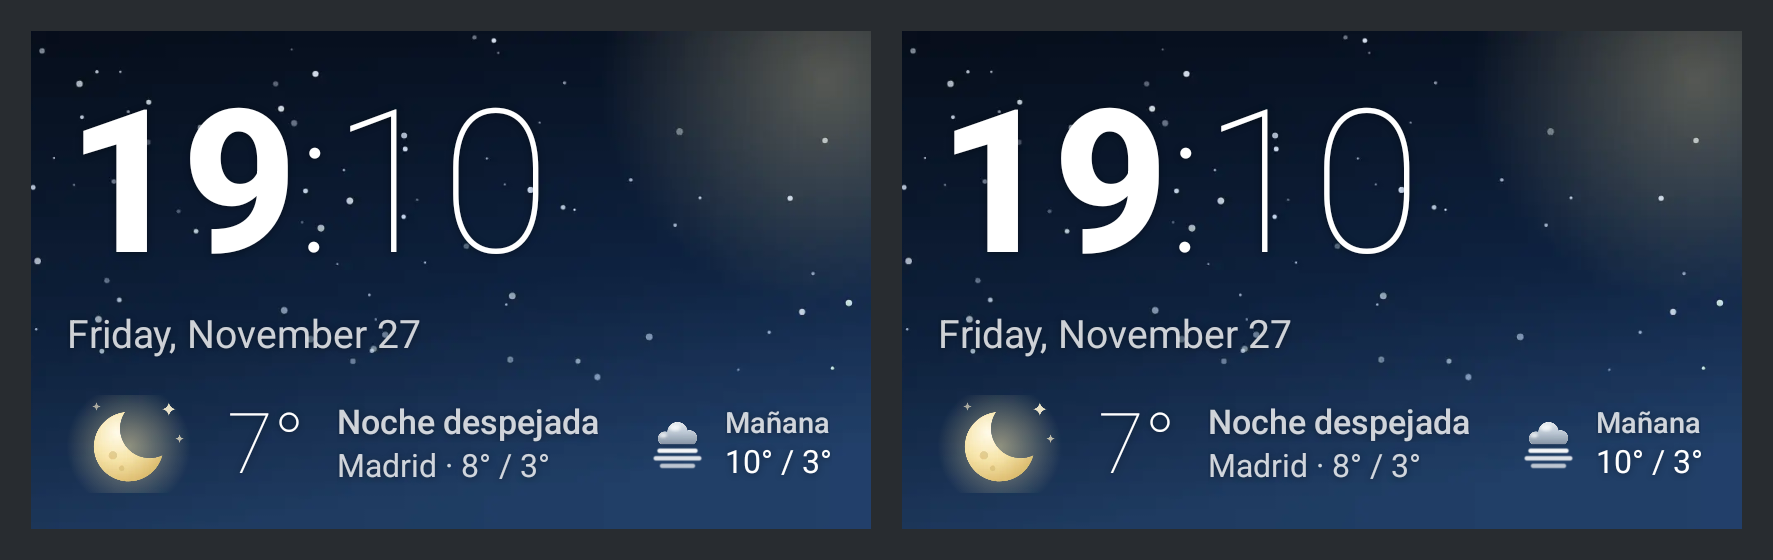 19:10
Friday, November 27
7°
Noche despejada
Madrid · 8° / 3°
Mañana
10° / 3°
19:10
Friday, November 27
7°
Noche despejada
Madrid · 8° / 3°
Mañana
10° / 3°